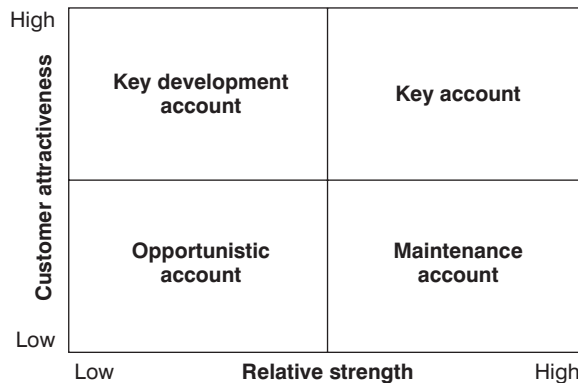 High
Customer attractiveness
Key development
account
Key account
Opportunistic
account
Maintenance
account
Low
Low
Relative strength
High